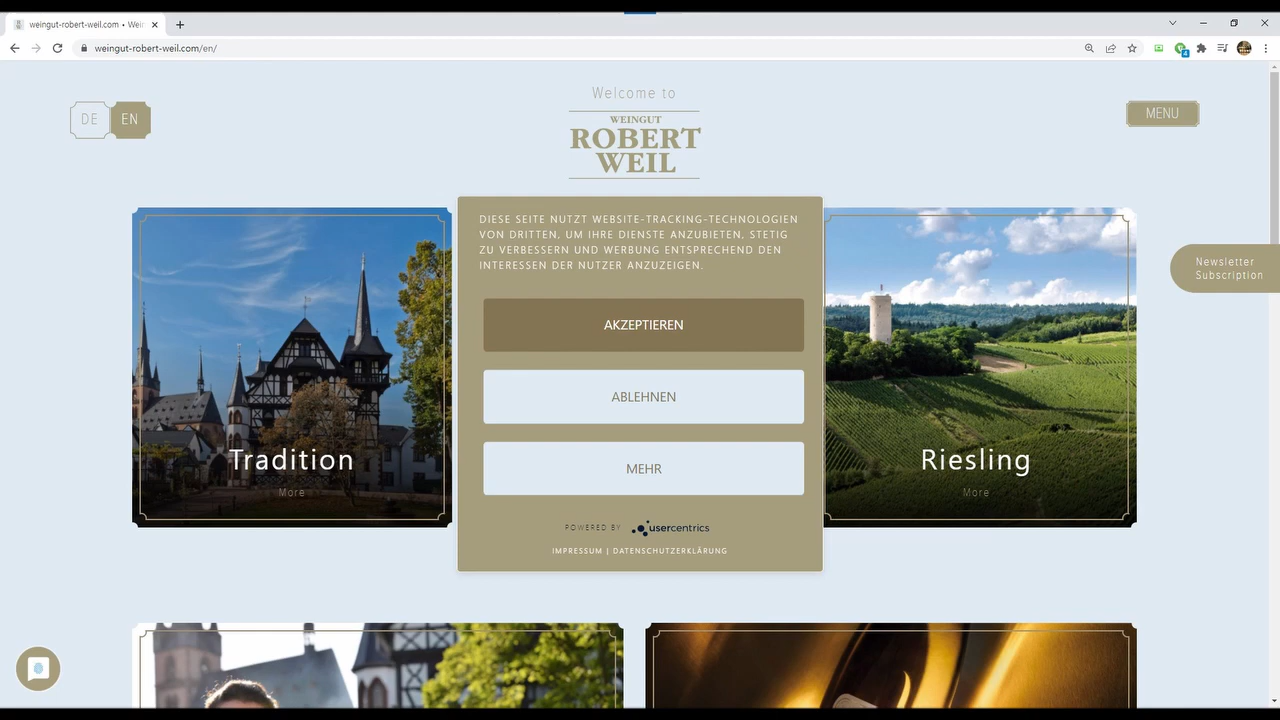 weingut-robert-weil.com • Wei
weingut-robert-weil.com/en/
4
DE
EN
Welcome to
WEINGUT
ROBERT
WEIL
MENU
DIESE SEITE NUTZT WEBSITE-TRACKING-TECHNOLOGIEN
VON DRITTEN, UM IHRE DIENSTE ANZUBIETEN, STETIG
ZU VERBESSERN UND WERBUNG ENTSPRECHEND DEN
INTERESSEN DER NUTZER ANZUZEIGEN.
AKZEPTIEREN
ABLEHNEN
MEHR
POWERED BY usercentrics
IMPRESSUM | DATENSCHUTZERKLÄRUNG
Tradition
More
Riesling
More
Newsletter
Subscription